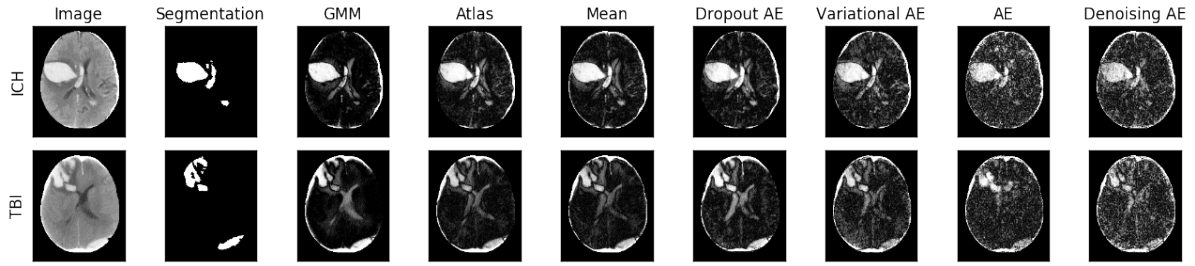 Image Segmentation GMM Atlas Mean Dropout AE Variational AE AE Denoising AE
ICH
TBI